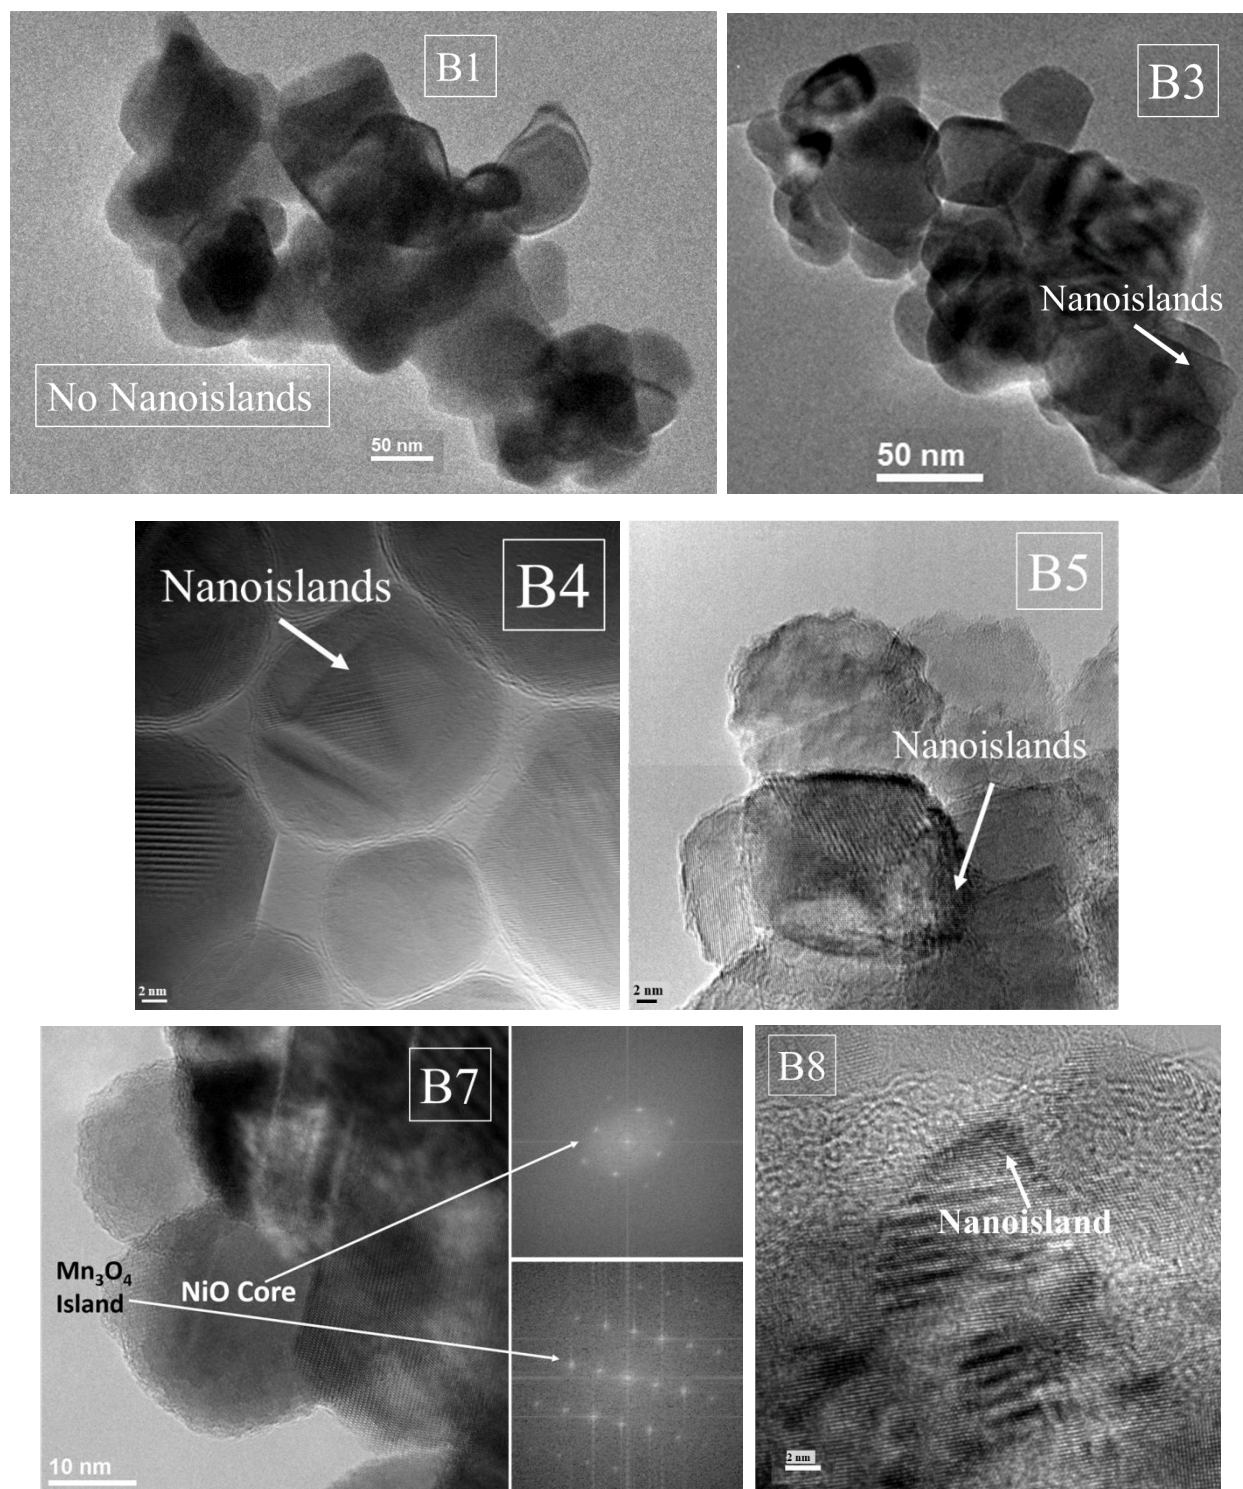 B1
No Nanoislands
50 nm
B3
Nanoislands
50 nm
Nanoislands
B4
2 nm
B5
Nanoislands
2 nm
B7
Mn₃O₄
Island
NiO Core
10 nm
B8
Nanoisland
2 nm